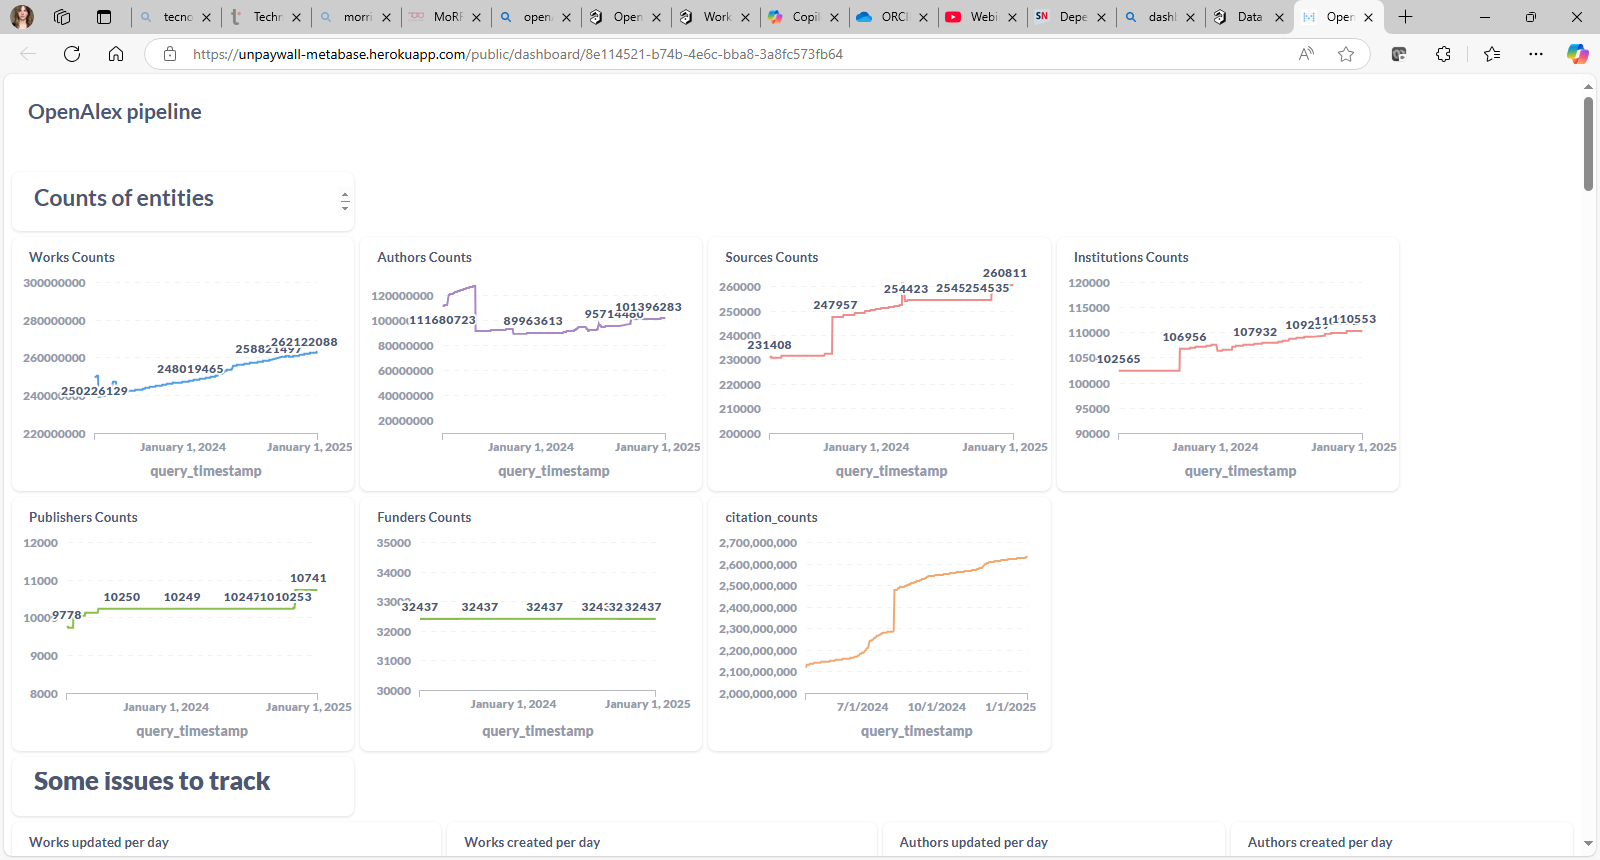 tecno
Techn
morri
MoRF
open
Open
Work
Copil
ORCI
Webi
SN
Depe
dashl
Data
Open
https://unpaywall-metabase.herokuapp.com/public/dashboard/8e114521-b74b-4e6c-bba8-3a8fc573fb64
OpenAlex pipeline
Counts of entities
Works Counts
300000000
280000000
260000000
220000000
250226129
248019465
262122088
January 1, 2024
January 1, 2025
query_timestamp
Authors Counts
120000000
80000000
60000000
40000000
20000000
111680723
89963613
101396283
January 1, 2024
January 1, 2025
query_timestamp
Sources Counts
260000
250000
240000
230000
220000
210000
200000
231408
247957
254423
254535
260811
January 1, 2024
January 1, 2025
query_timestamp
Institutions Counts
120000
115000
110000
100000
95000
90000
102565
106956
107932
110553
January 1, 2024
January 1, 2025
query_timestamp
Publishers Counts
12000
11000
9000
8000
9778
10250
10249
10247
10253
10741
January 1, 2024
January 1, 2025
query_timestamp
Funders Counts
35000
34000
32000
31000
30000
32437
32437
32437
32437
January 1, 2024
January 1, 2025
query_timestamp
citation_counts
2,700,000,000
2,600,000,000
2,500,000,000
2,400,000,000
2,300,000,000
2,200,000,000
2,100,000,000
2,000,000,000
7/1/2024
10/1/2024
1/1/2025
query_timestamp
Some issues to track
Works updated per day
Works created per day
Authors updated per day
Authors created per day